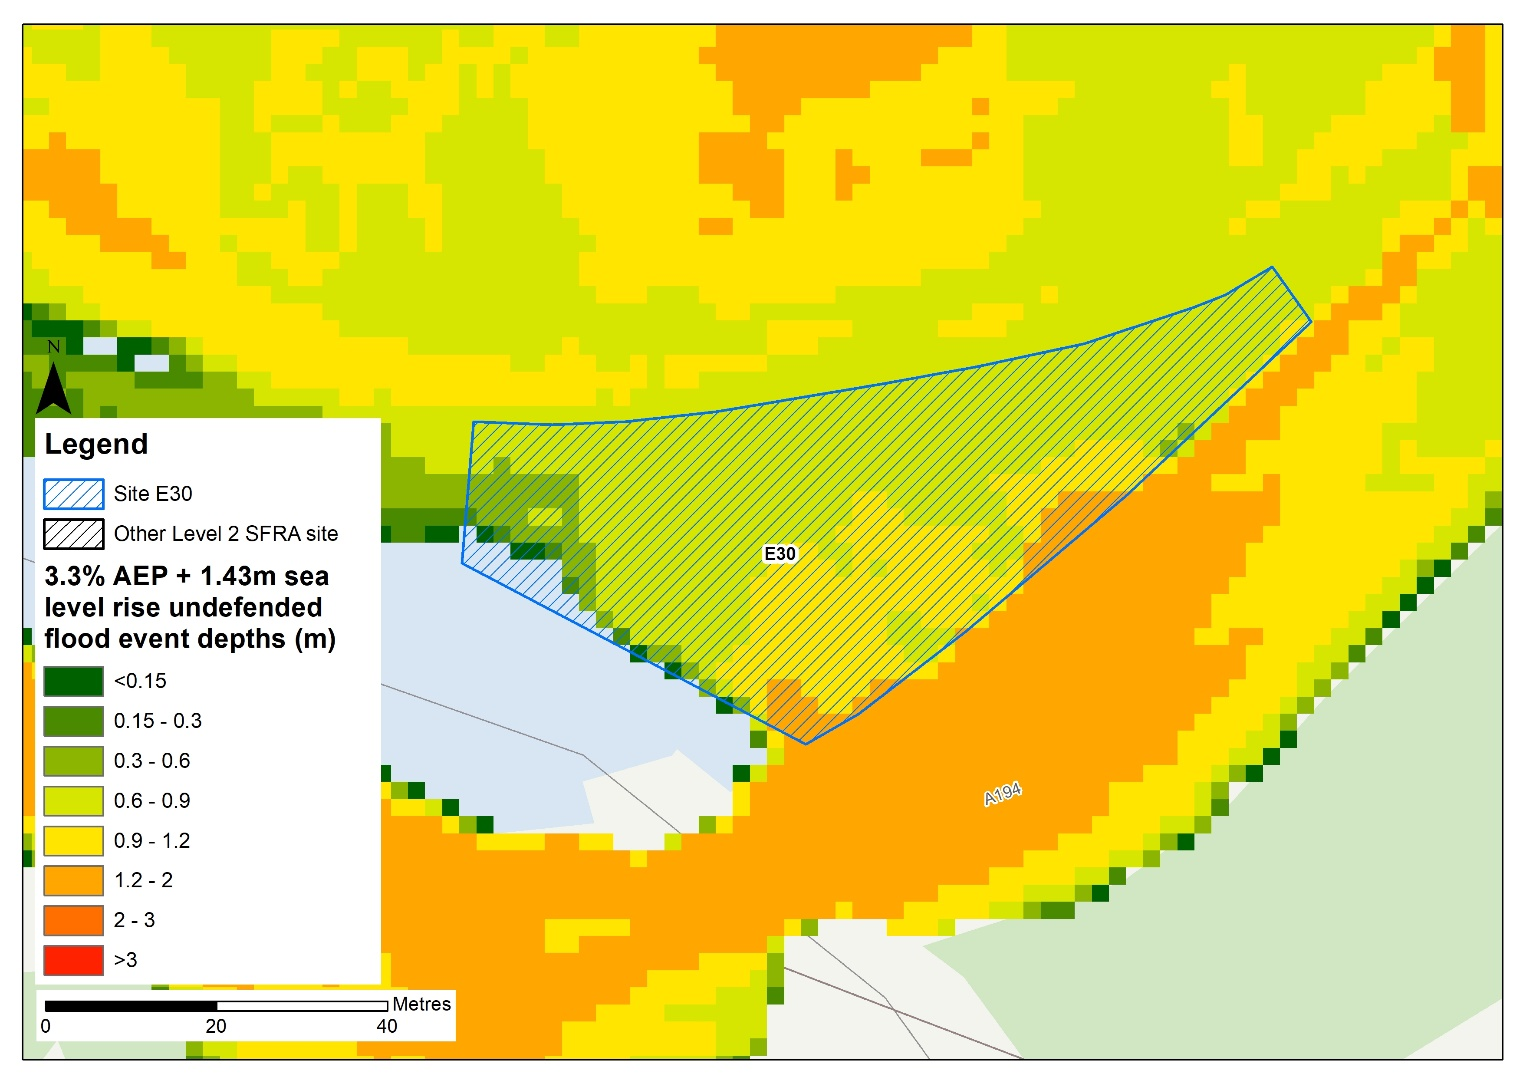 N
Legend
Site E30
Other Level 2 SFRA site
3.3% AEP + 1.43m sea
level rise undefended
flood event depths (m)
<0.15
0.15 - 0.3
0.3 - 0.6
0.6 - 0.9
0.9 - 1.2
1.2 - 2
2 - 3
>3
Metres
0 20 40
E30
A194